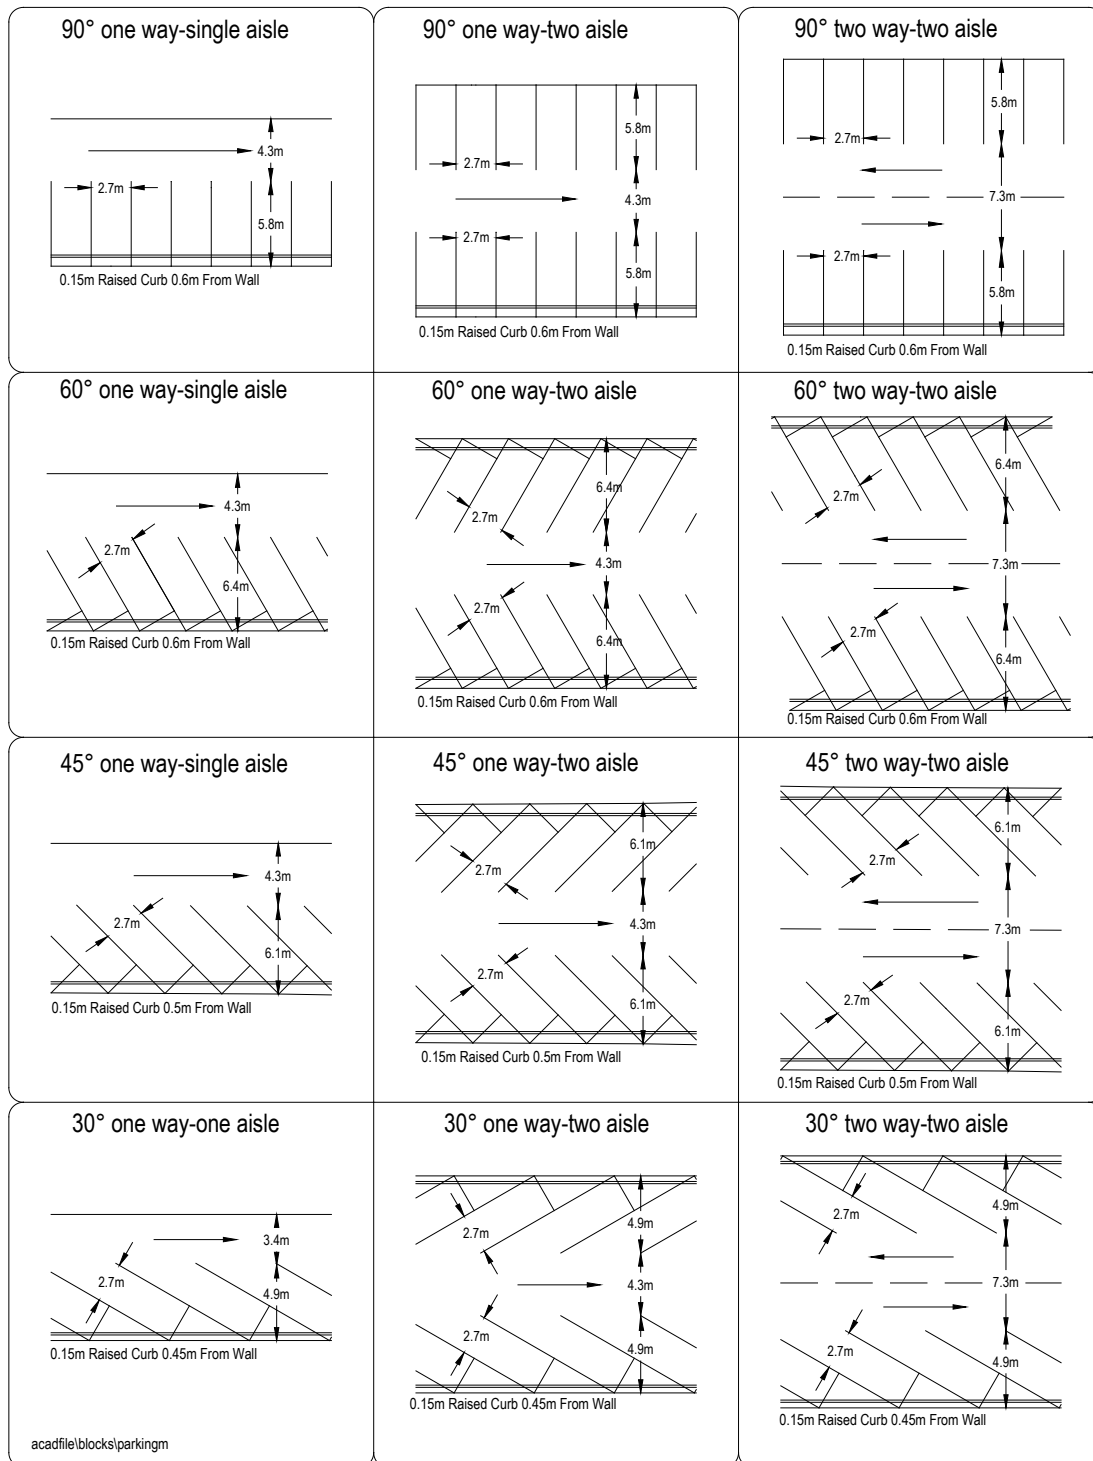 90° one way-single aisle
4.3m
2.7m
5.8m
0.15m Raised Curb 0.6m From Wall
90° one way-two aisle
5.8m
2.7m
4.3m
2.7m
5.8m
0.15m Raised Curb 0.6m From Wall
90° two way-two aisle
5.8m
2.7m
7.3m
2.7m
5.8m
0.15m Raised Curb 0.6m From Wall
60° one way-single aisle
4.3m
2.7m
6.4m
0.15m Raised Curb 0.6m From Wall
60° one way-two aisle
6.4m
2.7m
4.3m
2.7m
6.4m
0.15m Raised Curb 0.6m From Wall
60° two way-two aisle
6.4m
2.7m
7.3m
2.7m
6.4m
0.15m Raised Curb 0.6m From Wall
45° one way-single aisle
4.3m
2.7m
6.1m
0.15m Raised Curb 0.5m From Wall
45° one way-two aisle
6.1m
2.7m
4.3m
2.7m
6.1m
0.15m Raised Curb 0.5m From Wall
45° two way-two aisle
6.1m
2.7m
7.3m
2.7m
6.1m
0.15m Raised Curb 0.5m From Wall
30° one way-one aisle
3.4m
2.7m
4.9m
0.15m Raised Curb 0.45m From Wall
acadfile\blocks\parkingm
30° one way-two aisle
4.9m
2.7m
4.3m
2.7m
4.9m
0.15m Raised Curb 0.45m From Wall
30° two way-two aisle
4.9m
2.7m
7.3m
2.7m
4.9m
0.15m Raised Curb 0.45m From Wall